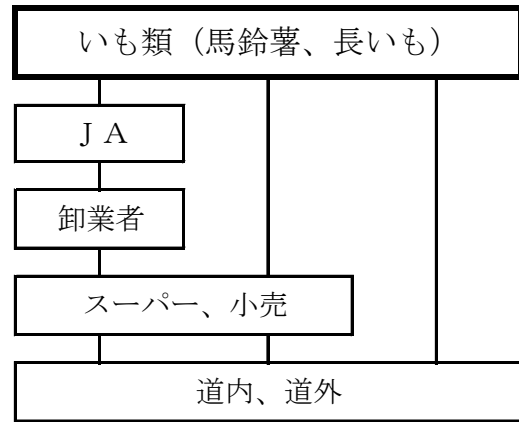 いも類（馬鈴薯、長いも）
ＪＡ
卸業者
スーパー、小売
道内、道外